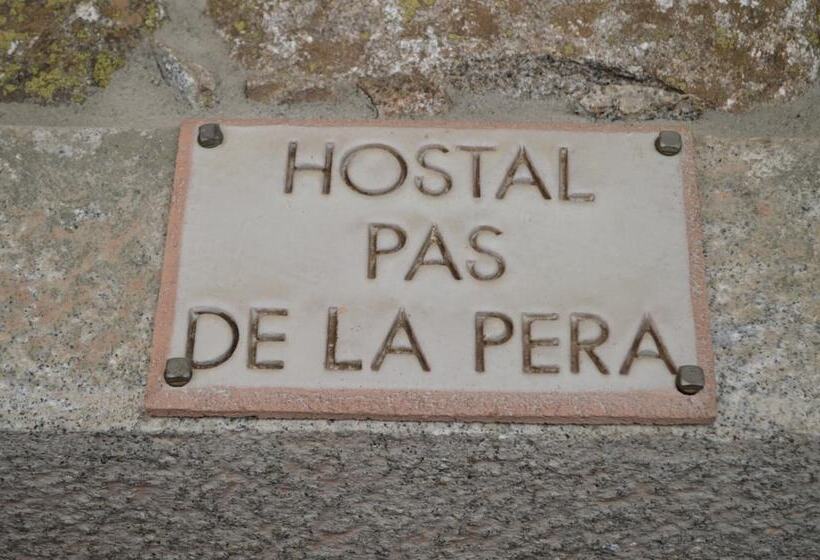 HOSTAL
PAS
DE LA PERA